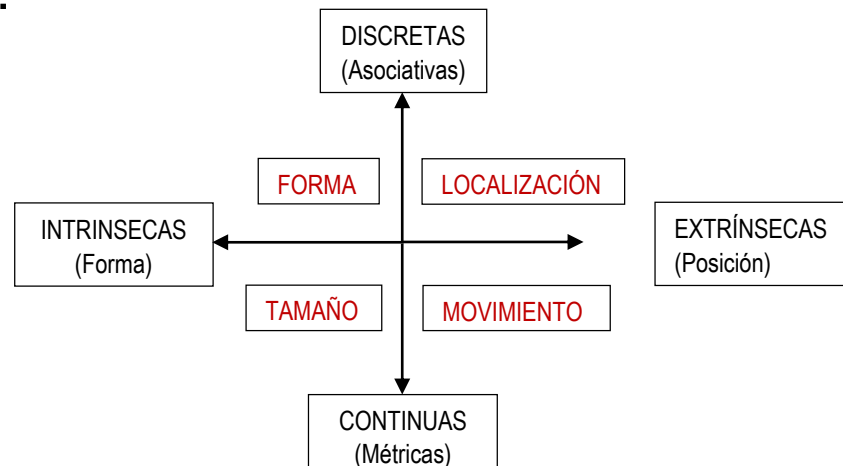 DISCRETAS
(Asociativas)
FORMA
LOCALIZACIÓN
INTRINSECAS
(Forma)
EXTRÍNSECAS
(Posición)
TAMAÑO
MOVIMIENTO
CONTINUAS
(Métricas)